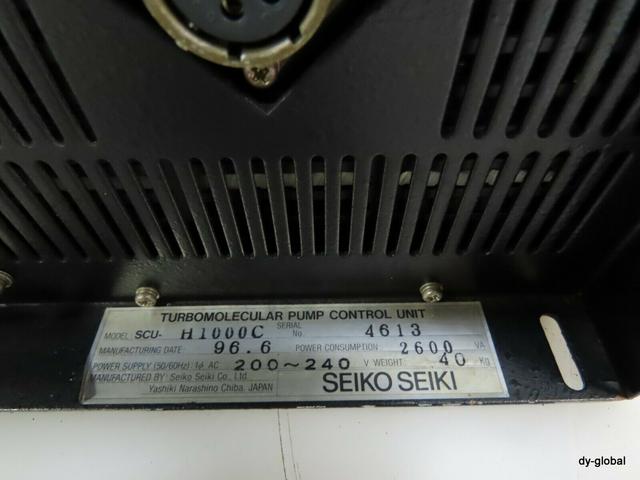 TURBOMOLECULAR PUMP CONTROL UNIT
MODEL SCU- H1000C SERIAL No. 4613
MANUFACTURING DATE: 96.6 POWER CONSUMPTION: 2600 VA
POWER SUPPLY (50/60Hz) 1φ AC 200~240 V WEIGHT 40 Kg
MANUFACTURED BY: Seiko Seiki Co., Ltd.
Yashiki Narashino Chiba, JAPAN
SEIKO SEIKI
dy-global